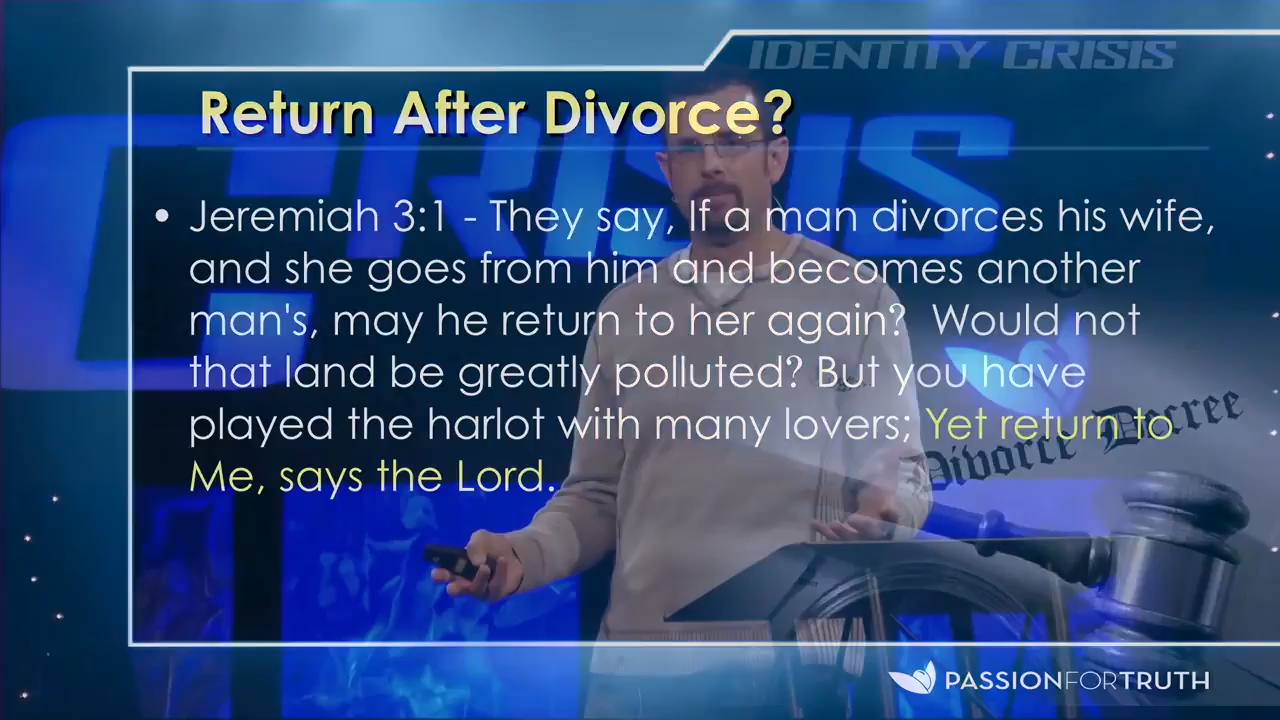 IDENTITY CRISIS
Return After Divorce?
CRISIS
• Jeremiah 3:1 - They say, If a man divorces his wife,
and she goes from him and becomes another
man's, may he return to her again?  Would not
that land be greatly polluted? But you have
played the harlot with many lovers; Yet return to
Me, says the Lord.
Divorce Decree
PASSIONFORTRUTH